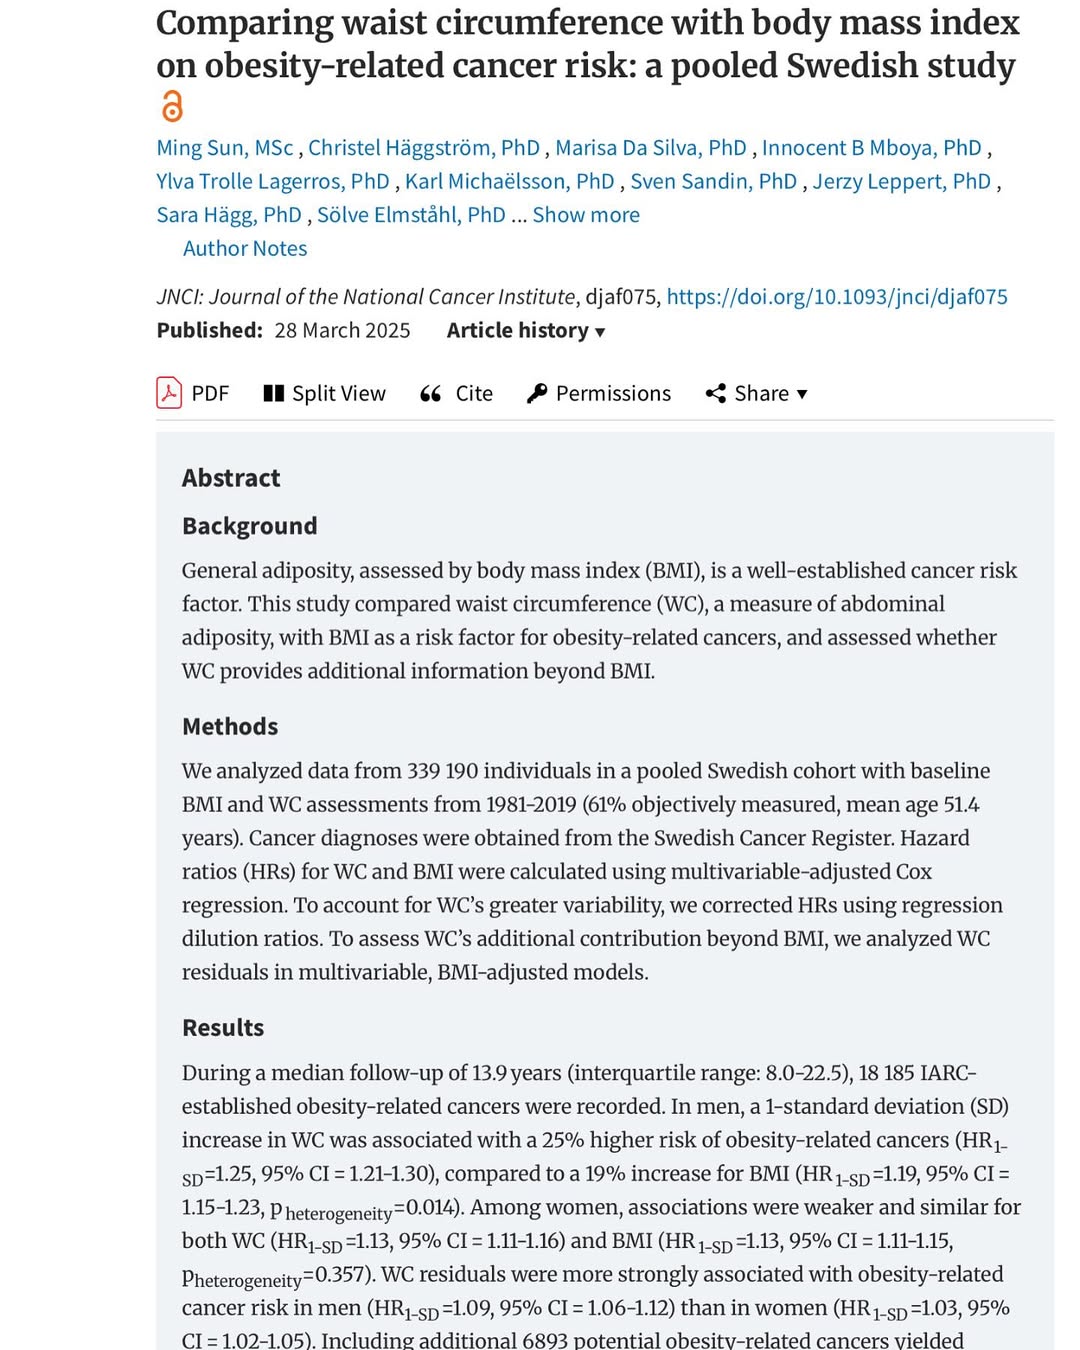 Comparing waist circumference with body mass index
on obesity-related cancer risk: a pooled Swedish study
Ming Sun, MSc , Christel Häggström, PhD , Marisa Da Silva, PhD , Innocent B Mboya, PhD ,
Ylva Trolle Lagerros, PhD , Karl Michaëlsson, PhD , Sven Sandin, PhD , Jerzy Leppert, PhD ,
Sara Hägg, PhD , Sölve Elmståhl, PhD ... Show more
Author Notes
JNCI: Journal of the National Cancer Institute, djaf075, https://doi.org/10.1093/jnci/djaf075
Published: 28 March 2025 Article history ▾
PDF Split View Cite Permissions Share ▾
Abstract
Background
General adiposity, assessed by body mass index (BMI), is a well-established cancer risk
factor. This study compared waist circumference (WC), a measure of abdominal
adiposity, with BMI as a risk factor for obesity-related cancers, and assessed whether
WC provides additional information beyond BMI.
Methods
We analyzed data from 339 190 individuals in a pooled Swedish cohort with baseline
BMI and WC assessments from 1981–2019 (61% objectively measured, mean age 51.4
years). Cancer diagnoses were obtained from the Swedish Cancer Register. Hazard
ratios (HRs) for WC and BMI were calculated using multivariable-adjusted Cox
regression. To account for WC’s greater variability, we corrected HRs using regression
dilution ratios. To assess WC’s additional contribution beyond BMI, we analyzed WC
residuals in multivariable, BMI-adjusted models.
Results
During a median follow-up of 13.9 years (interquartile range: 8.0–22.5), 18 185 IARC-
established obesity-related cancers were recorded. In men, a 1-standard deviation (SD)
increase in WC was associated with a 25% higher risk of obesity-related cancers (HR1-
SD=1.25, 95% CI = 1.21–1.30), compared to a 19% increase for BMI (HR1-SD=1.19, 95% CI =
1.15–1.23, pheterogeneity=0.014). Among women, associations were weaker and similar for
both WC (HR1-SD=1.13, 95% CI = 1.11–1.16) and BMI (HR1-SD=1.13, 95% CI = 1.11–1.15,
pheterogeneity=0.357). WC residuals were more strongly associated with obesity-related
cancer risk in men (HR1-SD=1.09, 95% CI = 1.06–1.12) than in women (HR1-SD=1.03, 95%
CI = 1.02–1.05). Including additional 6893 potential obesity-related cancers yielded